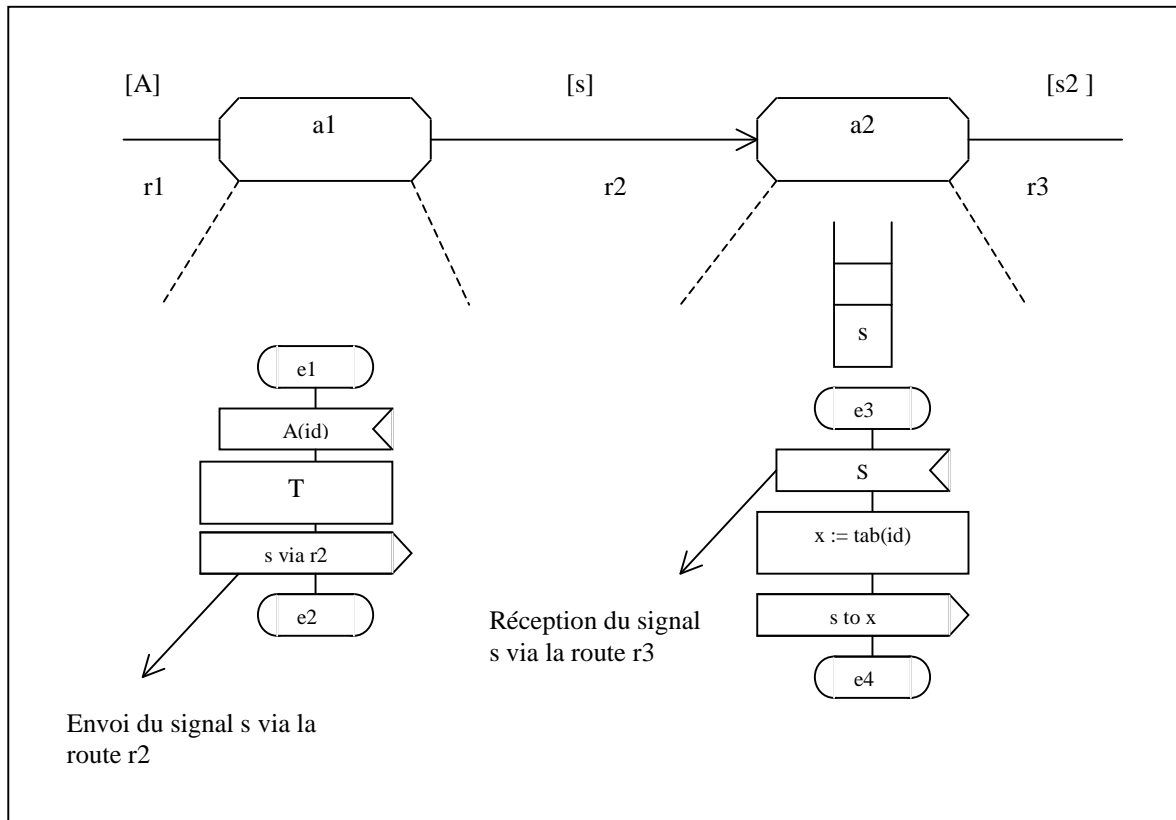 [A]
[s]
[s2 ]
a1
a2
r1
r2
r3
s
e1
A(id)
T
s via r2
e2
e3
S
x := tab(id)
s to x
e4
Réception du signal
s via la route r3
Envoi du signal s via la
route r2